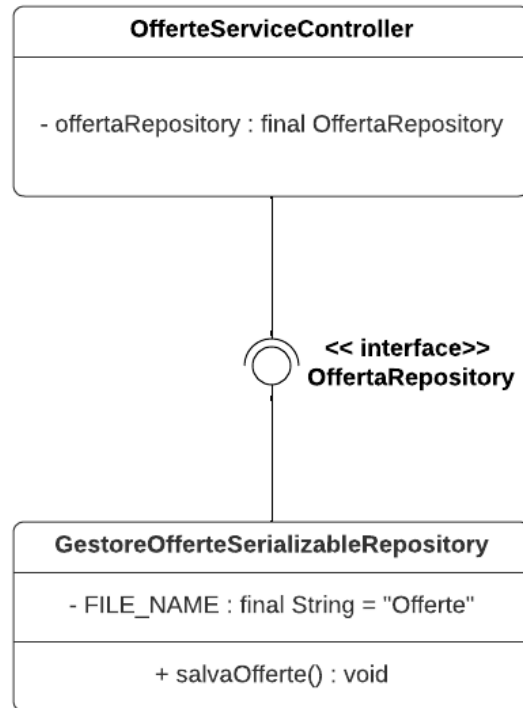 OfferteServiceController
- offertaRepository : final OffertaRepository
<< interface>>
OffertaRepository
GestoreOfferteSerializableRepository
- FILE_NAME : final String = "Offerte"
+ salvaOfferte() : void